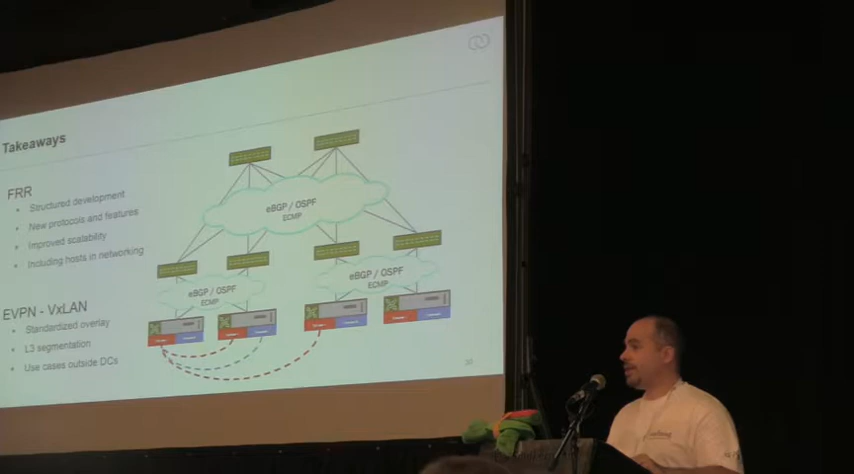 Takeaways
FRR
Structured development
New protocols and features
Improved scalability
Including hosts in networking
EVPN - VxLAN
Standardized overlay
L3 segmentation
Use cases outside DCs
eBGP / OSPF
ECMP
eBGP / OSPF
ECMP
eBGP / OSPF
ECMP